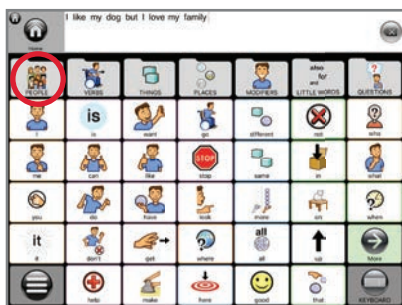 I like my dog but I love my family
Home
PEOPLE VERBS THINGS PLACES MODIFIERS also for and LITTLE WORDS QUESTIONS
I is is want go different not who
me can like STOP stop same in what
you do have look more on when
it it don't get where all all up More
help make here good that KEYBOARD